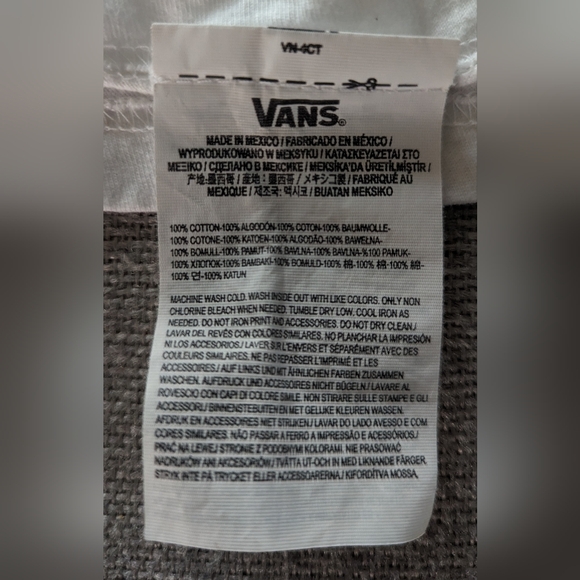 VN-4CT
VANS®
MADE IN MEXICO / FABRICADO EN MÉXICO /
WYPRODUKOWANO W MEKSYKU / ΚΑΤΑΣΚΕΥΑΖΕΤΑΙ ΣΤΟ
ΜΕΞΙΚΟ / СДЕЛАНО В МЕКСИКЕ / MEKSİKA'DA ÜRETİLMİŞTİR /
产地:墨西哥 / 產地:墨西哥 / メキシコ製 / FABRIQUÉ AU
MEXIQUE / 제조국: 멕시코 / BUATAN MEKSIKO
100% COTTON-100% ALGODÓN-100% COTON-100% BAUMWOLLE-
100% COTONE-100% KATOEN-100% ALGODÃO-100% BAWEŁNA-
100% BOMULL-100% PAMUT-100% BAVLNA-100% BAVLNA-%100 PAMUK-
100% ХЛОПОК-100% ΒΑΜΒΑΚΙ-100% BOMULD-100% 棉-100% 棉-100% 綿-
100% 면-100% KATUN
MACHINE WASH COLD. WASH INSIDE OUT WITH LIKE COLORS. ONLY NON
CHLORINE BLEACH WHEN NEEDED. TUMBLE DRY LOW. COOL IRON AS
NEEDED. DO NOT IRON PRINT AND ACCESSORIES. DO NOT DRY CLEAN./
LAVAR DEL REVÉS CON COLORES SIMILARES. NO PLANCHAR LA IMPRESIÓN
NI LOS ACCESORIOS./ LAVER SUR L'ENVERS ET SÉPARÉMENT AVEC DES
COULEURS SIMILAIRES. NE PAS REPASSER L'IMPRIMÉ ET LES
ACCESSOIRES./ AUF LINKS UND MIT ÄHNLICHEN FARBEN ZUSAMMEN
WASCHEN. AUFDRUCK UND ACCESSOIRES NICHT BÜGELN./ LAVARE AL
ROVESCIO CON CAPI DI COLORE SIMILE. NON STIRARE SULLE STAMPE E GLI
ACCESSORI./ BINNENSTEBUITEN EN MET GELIJKE KLEUREN WASSEN.
AFDRUK EN ACCESSOIRES NIET STRIJKEN./ LAVAR DO LADO AVESSO E COM
CORES SIMILARES. NÃO PASSAR A FERRO A IMPRESSÃO E ACESSÓRIOS./
PRAĆ NA LEWEJ STRONIE Z PODOBNYMI KOLORAMI. NIE PRASOWAĆ
NADRUKÓW ANI AKCESORIÓW./ TVÄTTA UT-OCH IN MED LIKNANDE FÄRGER.
STRYK INTE PÅ TRYCKET ELLER ACCESSOARERNA./ KIFORDÍTVA MOSSA,